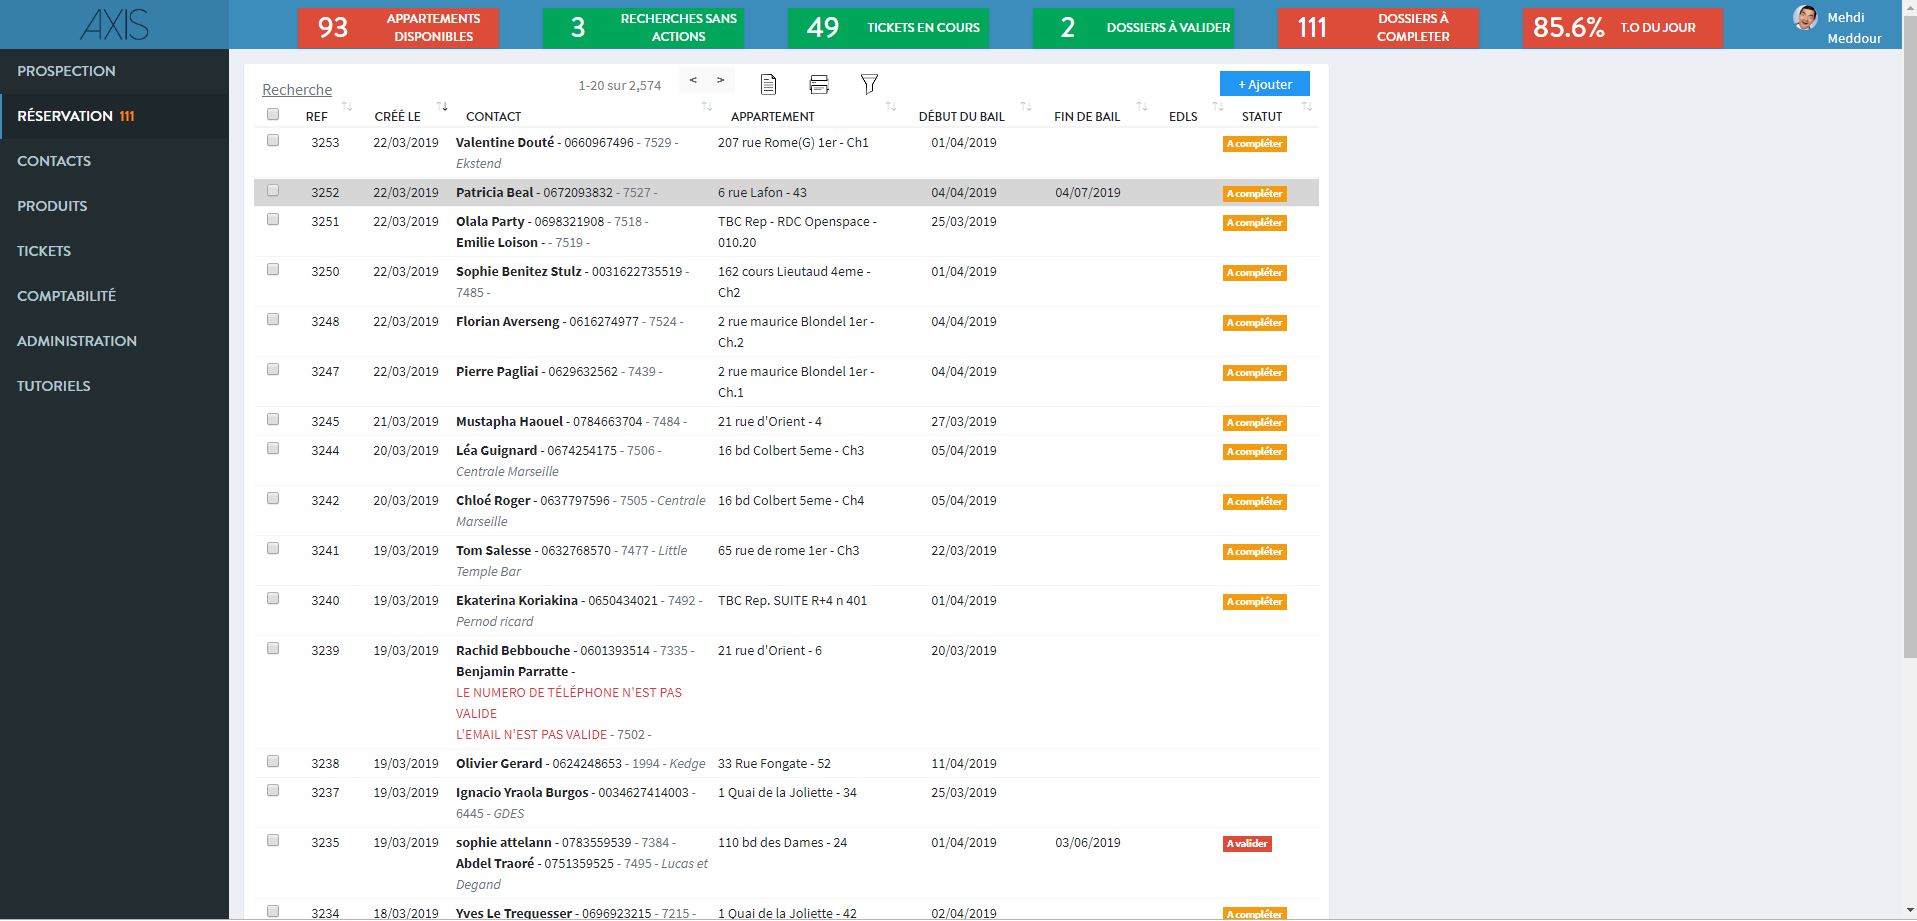 AXIS
93 APPARTEMENTS DISPONIBLES
3 RECHERCHES SANS ACTIONS
49 TICKETS EN COURS
2 DOSSIERS À VALIDER
111 DOSSIERS À COMPLETER
85.6% T.O DU JOUR
Mehdi
Meddour
PROSPECTION
RÉSERVATION 111
CONTACTS
PRODUITS
TICKETS
COMPTABILITÉ
ADMINISTRATION
TUTORIELS
Recherche 1-20 sur 2,574 < > + Ajouter
REF CRÉÉ LE CONTACT APPARTEMENT DÉBUT DU BAIL FIN DE BAIL EDLS STATUT
3253 22/03/2019 Valentine Douté - 0660967496 - 7529 - 207 rue Rome(G) 1er - Ch1 01/04/2019 A compléter
Ekstend
3252 22/03/2019 Patricia Beal - 0672093832 - 7527 - 6 rue Lafon - 43 04/04/2019 04/07/2019 A compléter
3251 22/03/2019 Olala Party - 0698321908 - 7518 - TBC Rep - RDC Openspace - 25/03/2019 A compléter
Emilie Loison - - 7519 - 010.20
3250 22/03/2019 Sophie Benitez Stulz - 0031622735519 - 162 cours Lieutaud 4eme - 01/04/2019 A compléter
7485 - Ch2
3248 22/03/2019 Florian Averseng - 0616274977 - 7524 - 2 rue maurice Blondel 1er - 04/04/2019 A compléter
Ch.2
3247 22/03/2019 Pierre Pagliai - 0629632562 - 7439 - 2 rue maurice Blondel 1er - 04/04/2019 A compléter
Ch.1
3245 21/03/2019 Mustapha Haouel - 0784663704 - 7484 - 21 rue d'Orient - 4 27/03/2019 A compléter
3244 20/03/2019 Léa Guignard - 0674254175 - 7506 - 16 bd Colbert 5eme - Ch3 05/04/2019 A compléter
Centrale Marseille
3242 20/03/2019 Chloé Roger - 0637797596 - 7505 - Centrale 16 bd Colbert 5eme - Ch4 05/04/2019 A compléter
Marseille
3241 19/03/2019 Tom Salesse - 0632768570 - 7477 - Little 65 rue de rome 1er - Ch3 22/03/2019 A compléter
Temple Bar
3240 19/03/2019 Ekaterina Koriakina - 0650434021 - 7492 - TBC Rep. SUITE R+4 n 401 01/04/2019 A compléter
Pernod ricard
3239 19/03/2019 Rachid Bebbouche - 0601393514 - 7335 - 21 rue d'Orient - 6 20/03/2019
Benjamin Parratte -
LE NUMERO DE TÉLÉPHONE N'EST PAS
VALIDE
L'EMAIL N'EST PAS VALIDE - 7502 -
3238 19/03/2019 Olivier Gerard - 0624248653 - 1994 - Kedge 33 Rue Fongate - 52 11/04/2019
3237 19/03/2019 Ignacio Yraola Burgos - 0034627414003 - 1 Quai de la Joliette - 34 25/03/2019
6445 - GDES
3235 19/03/2019 sophie attelann - 0783559539 - 7384 - 110 bd des Dames - 24 01/04/2019 03/06/2019 A valider
Abdel Traoré - 0751359525 - 7495 - Lucas et
Degand
3234 18/03/2019 Yves Le Trequesser - 0696923215 - 7215 - 1 Quai de la Joliette - 42 02/04/2019 A compléter